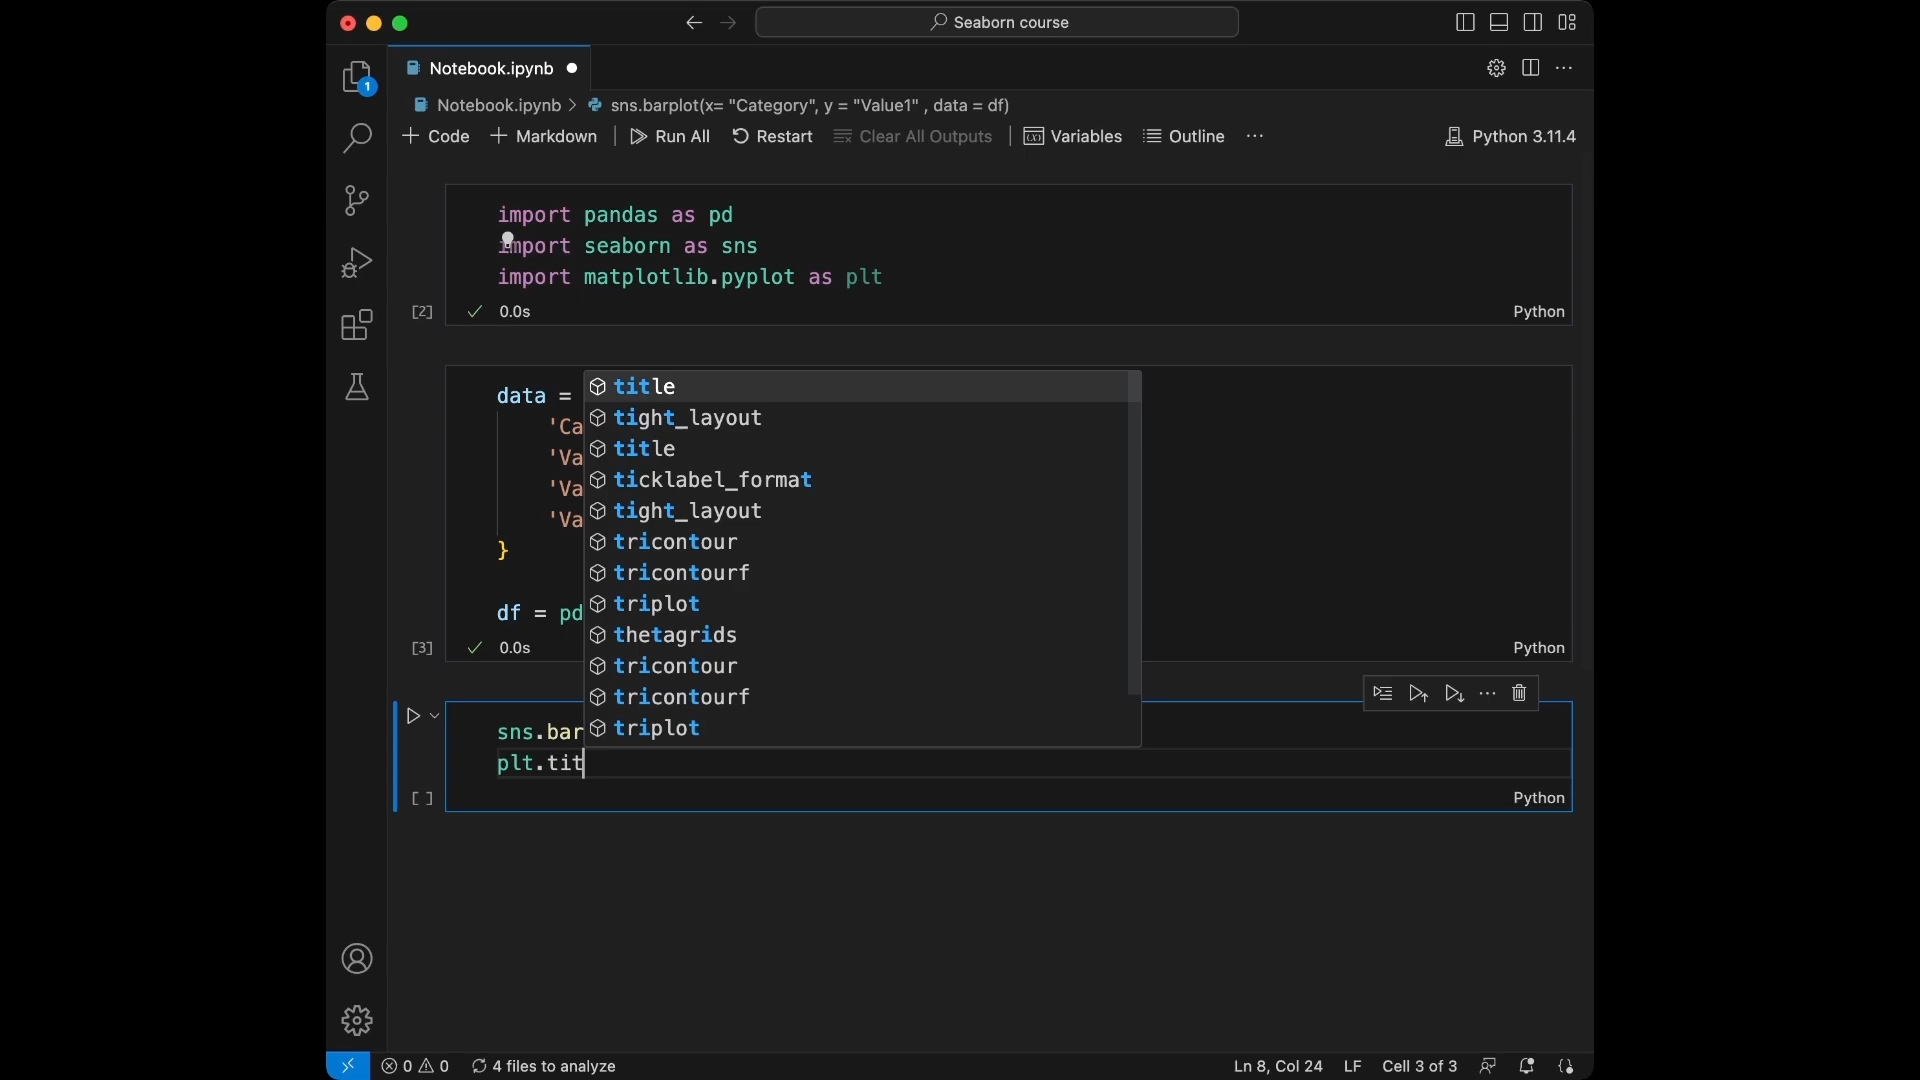 Seaborn course
Notebook.ipynb
Notebook.ipynb > sns.barplot(x= "Category", y = "Value1" , data = df)
Code Markdown Run All Restart Clear All Outputs Variables Outline ... Python 3.11.4
import pandas as pd
import seaborn as sns
import matplotlib.pyplot as plt
[2] 0.0s Python
data =
'Ca
'Va
'Va
'Va
}
df = pd
[3] 0.0s Python
title
tight_layout
title
ticklabel_format
tight_layout
tricontour
tricontourf
triplot
thetagrids
tricontour
tricontourf
triplot
sns.bar
plt.tit
[ ] Python
1
0 0 4 files to analyze Ln 8, Col 24 LF Cell 3 of 3